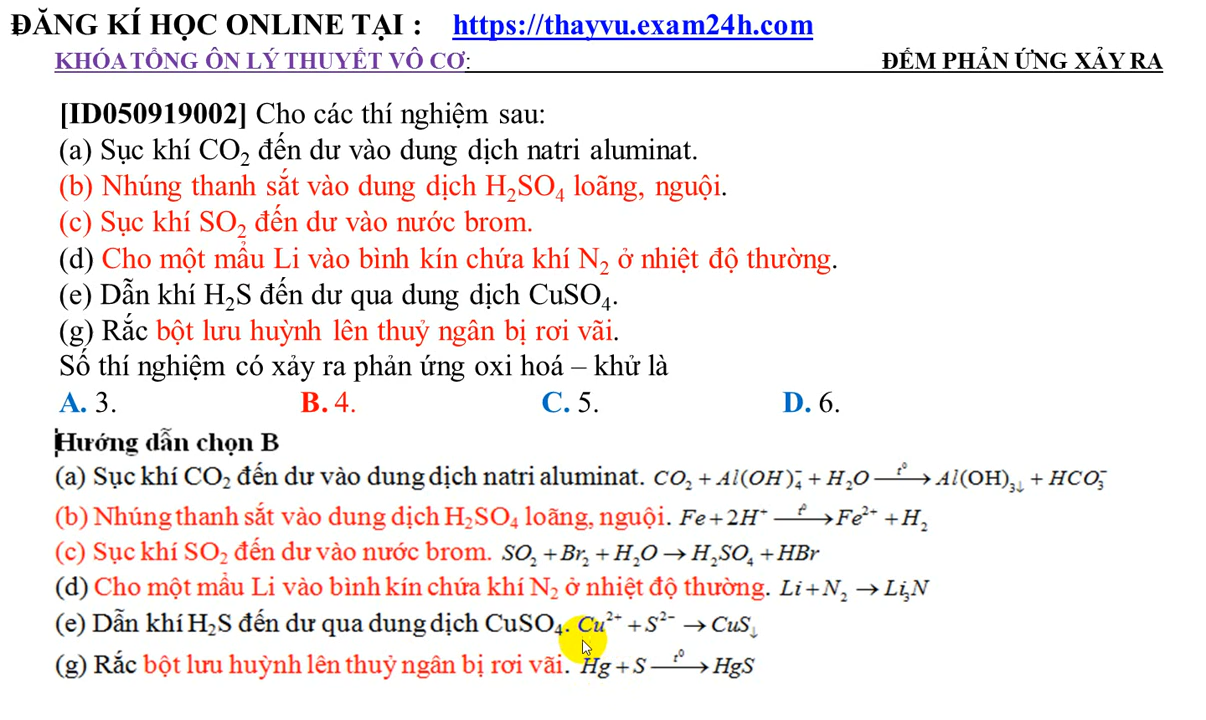 ĐĂNG KÍ HỌC ONLINE TẠI : https://thayvu.exam24h.com
KHÓA TỔNG ÔN LÝ THUYẾT VÔ CƠ: ĐẾM PHẢN ỨNG XẢY RA
[ID050919002] Cho các thí nghiệm sau:
(a) Sục khí CO₂ đến dư vào dung dịch natri aluminat.
(b) Nhúng thanh sắt vào dung dịch H₂SO₄ loãng, nguội.
(c) Sục khí SO₂ đến dư vào nước brom.
(d) Cho một mẩu Li vào bình kín chứa khí N₂ ở nhiệt độ thường.
(e) Dẫn khí H₂S đến dư qua dung dịch CuSO₄.
(g) Rắc bột lưu huỳnh lên thuỷ ngân bị rơi vãi.
Số thí nghiệm có xảy ra phản ứng oxi hoá – khử là
A. 3. B. 4. C. 5. D. 6.
Hướng dẫn chọn B
(a) Sục khí CO₂ đến dư vào dung dịch natri aluminat. CO₂ + Al(OH)₄⁻ + H₂O —t⁰→ Al(OH)₃↓ + HCO₃⁻
(b) Nhúng thanh sắt vào dung dịch H₂SO₄ loãng, nguội. Fe + 2H⁺ —t⁰→ Fe²⁺ + H₂
(c) Sục khí SO₂ đến dư vào nước brom. SO₂ + Br₂ + H₂O → H₂SO₄ + HBr
(d) Cho một mẩu Li vào bình kín chứa khí N₂ ở nhiệt độ thường. Li + N₂ → Li₃N
(e) Dẫn khí H₂S đến dư qua dung dịch CuSO₄. Cu²⁺ + S²⁻ → CuS↓
(g) Rắc bột lưu huỳnh lên thuỷ ngân bị rơi vãi. Hg + S —t⁰→ HgS